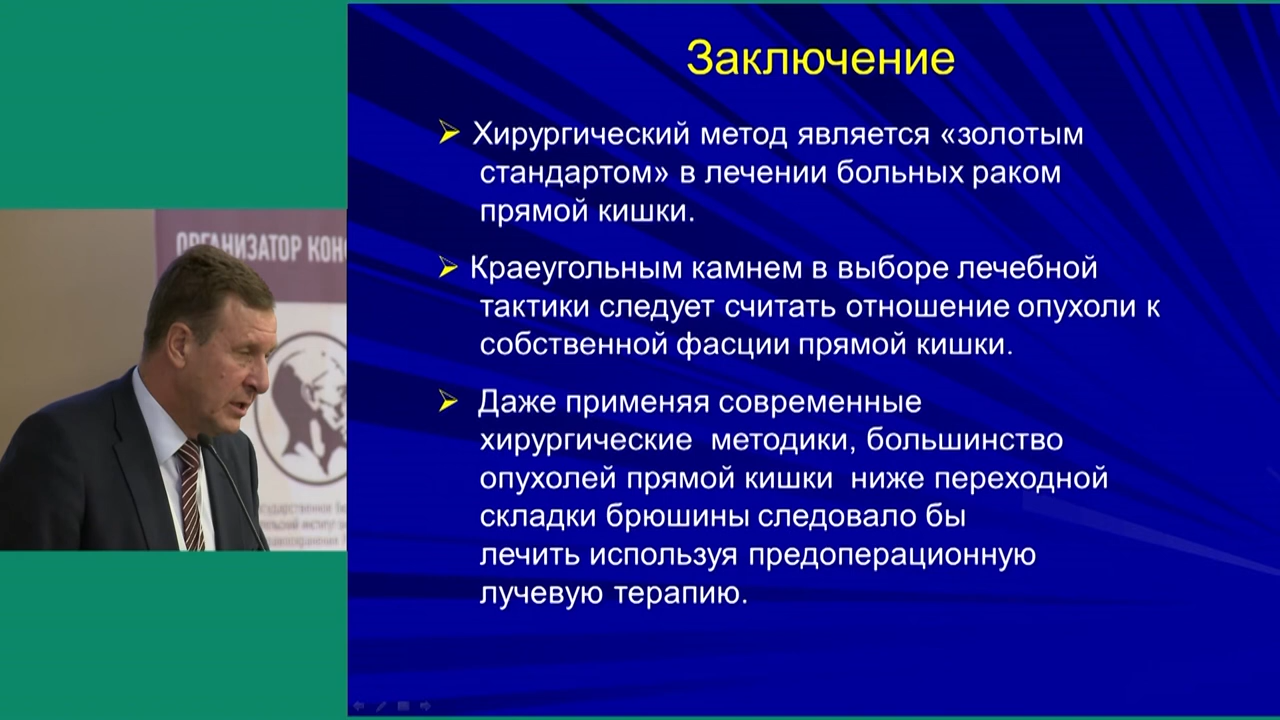 Заключение
Хирургический метод является «золотым
стандартом» в лечении больных раком
прямой кишки.
Краеугольным камнем в выборе лечебной
тактики следует считать отношение опухоли к
собственной фасции прямой кишки.
Даже применяя современные
хирургические методики, большинство
опухолей прямой кишки ниже переходной
складки брюшины следовало бы
лечить используя предоперационную
лучевую терапию.
ОРГАНИЗАТОР